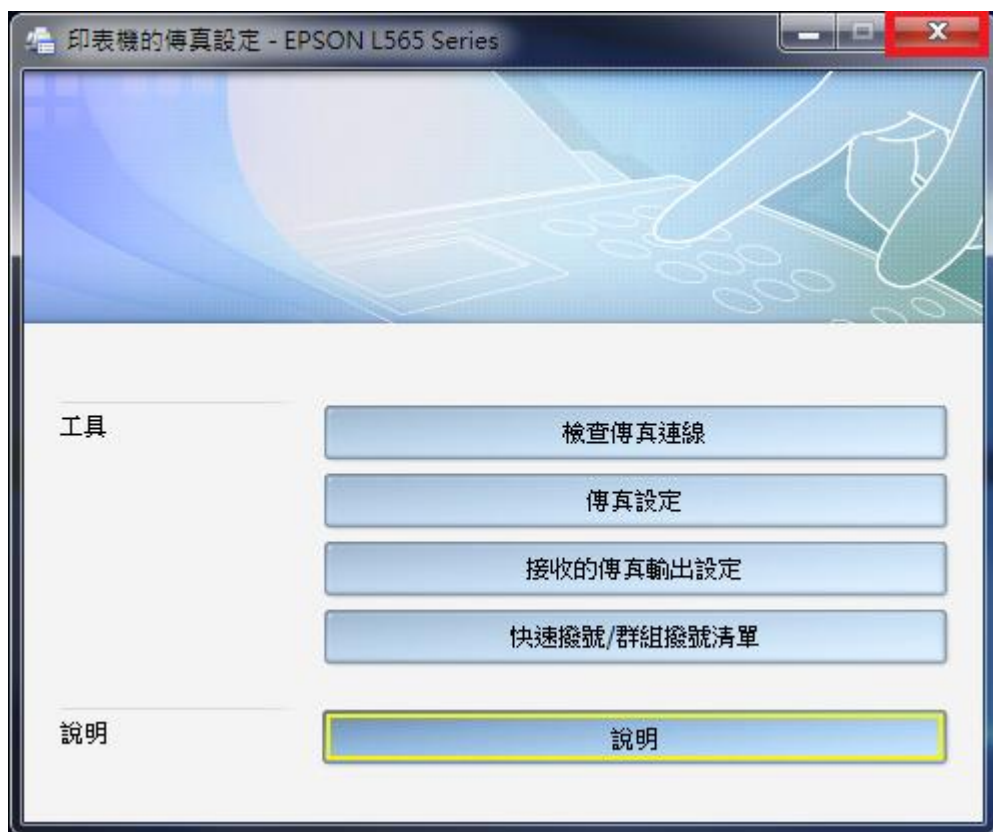 印表機的傳真設定 - EPSON L565 Series
工具
檢查傳真連線
傳真設定
接收的傳真輸出設定
快速撥號/群組撥號清單
說明
說明